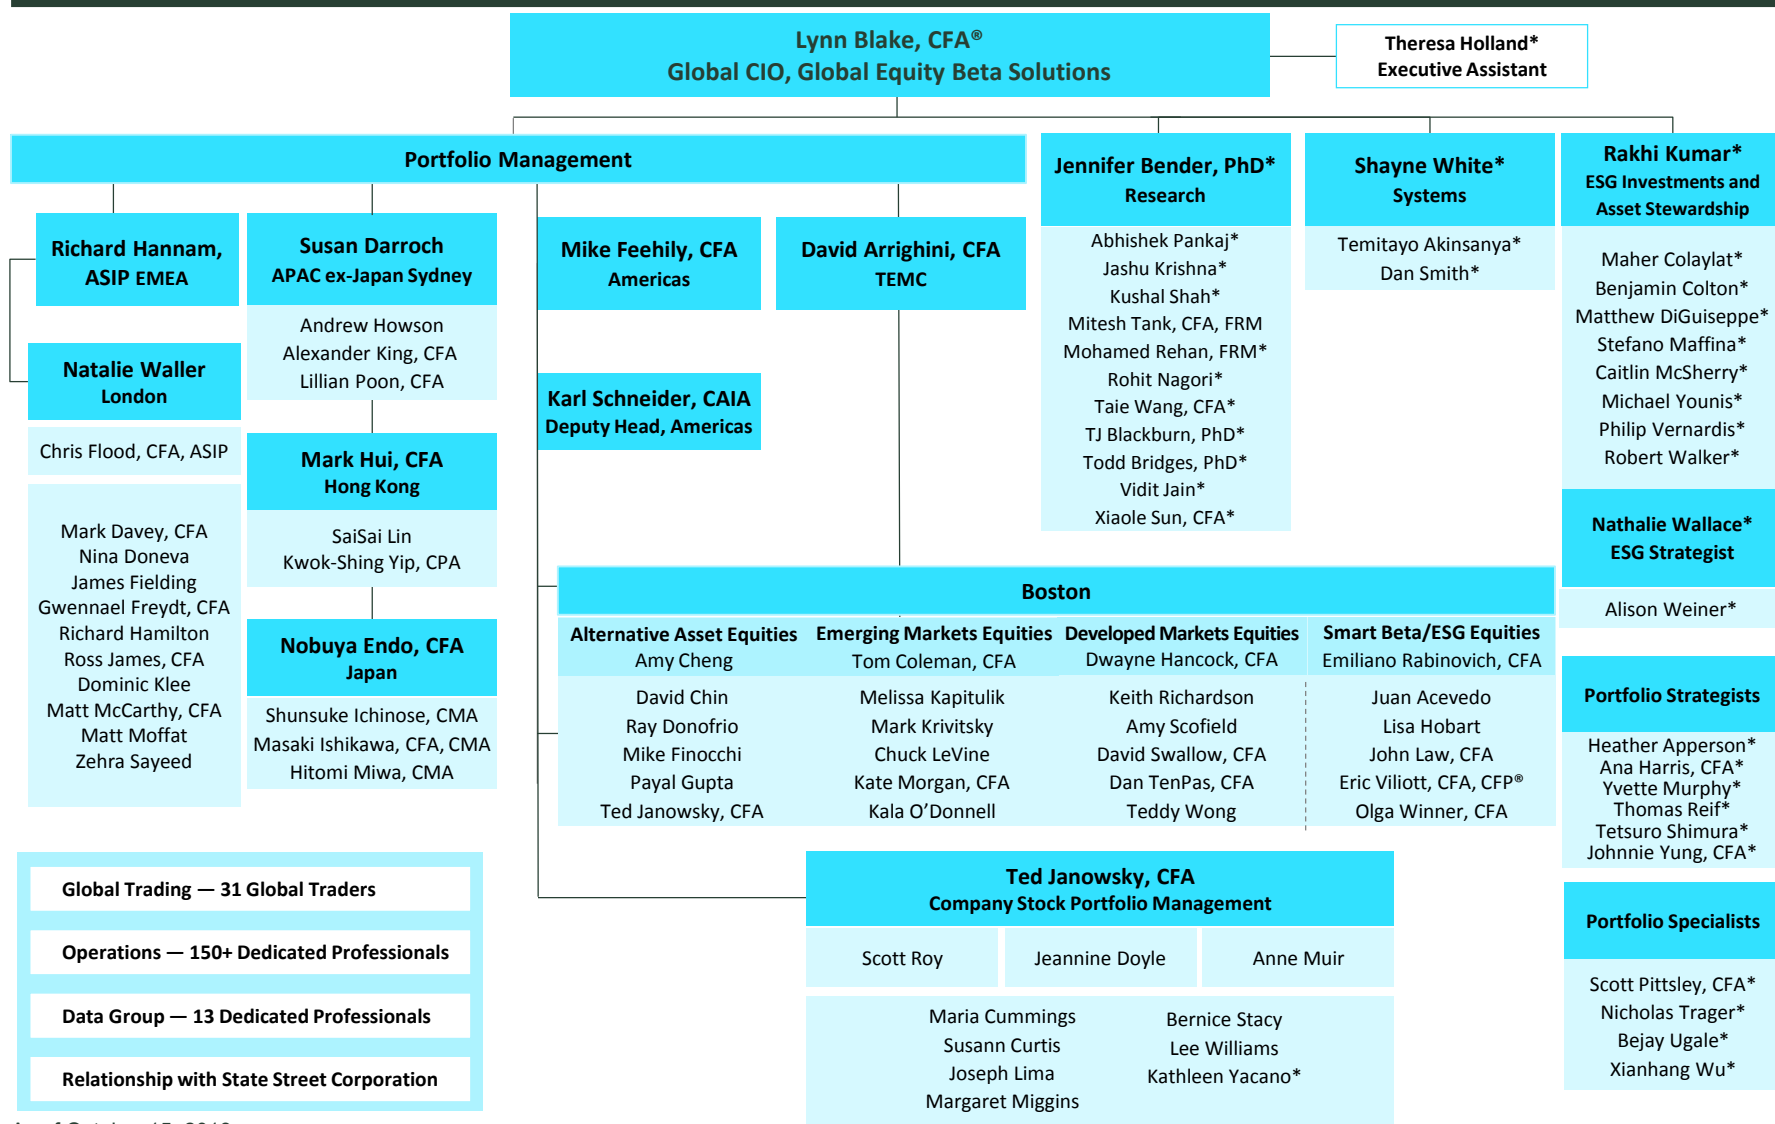 Lynn Blake, CFA®
Global CIO, Global Equity Beta Solutions
Theresa Holland*
Executive Assistant
Portfolio Management
Richard Hannam,
ASIP EMEA
Natalie Waller
London
Chris Flood, CFA, ASIP
Mark Davey, CFA
Nina Doneva
James Fielding
Gwennael Freydt, CFA
Richard Hamilton
Ross James, CFA
Dominic Klee
Matt McCarthy, CFA
Matt Moffat
Zehra Sayeed
Susan Darroch
APAC ex-Japan Sydney
Andrew Howson
Alexander King, CFA
Lillian Poon, CFA
Mark Hui, CFA
Hong Kong
SaiSai Lin
Kwok-Shing Yip, CPA
Nobuya Endo, CFA
Japan
Shunsuke Ichinose, CMA
Masaki Ishikawa, CFA, CMA
Hitomi Miwa, CMA
Mike Feehily, CFA
Americas
Karl Schneider, CAIA
Deputy Head, Americas
David Arrighini, CFA
TEMC
Boston
Alternative Asset Equities
Amy Cheng
David Chin
Ray Donofrio
Mike Finocchi
Payal Gupta
Ted Janowsky, CFA
Emerging Markets Equities
Tom Coleman, CFA
Melissa Kapitulik
Mark Krivitsky
Chuck LeVine
Kate Morgan, CFA
Kala O’Donnell
Developed Markets Equities
Dwayne Hancock, CFA
Keith Richardson
Amy Scofield
David Swallow, CFA
Dan TenPas, CFA
Teddy Wong
Smart Beta/ESG Equities
Emiliano Rabinovich, CFA
Juan Acevedo
Lisa Hobart
John Law, CFA
Eric Viliott, CFA, CFP®
Olga Winner, CFA
Ted Janowsky, CFA
Company Stock Portfolio Management
Scott Roy
Jeannine Doyle
Anne Muir
Maria Cummings
Susann Curtis
Joseph Lima
Margaret Miggins
Bernice Stacy
Lee Williams
Kathleen Yacano*
Jennifer Bender, PhD*
Research
Abhishek Pankaj*
Jashu Krishna*
Kushal Shah*
Mitesh Tank, CFA, FRM
Mohamed Rehan, FRM*
Rohit Nagori*
Taie Wang, CFA*
TJ Blackburn, PhD*
Todd Bridges, PhD*
Vidit Jain*
Xiaole Sun, CFA*
Shayne White*
Systems
Temitayo Akinsanya*
Dan Smith*
Rakhi Kumar*
ESG Investments and
Asset Stewardship
Maher Colaylat*
Benjamin Colton*
Matthew DiGuiseppe*
Stefano Maffina*
Caitlin McSherry*
Michael Younis*
Philip Vernardis*
Robert Walker*
Nathalie Wallace*
ESG Strategist
Alison Weiner*
Portfolio Strategists
Heather Apperson*
Ana Harris, CFA*
Yvette Murphy*
Thomas Reif*
Tetsuro Shimura*
Johnnie Yung, CFA*
Portfolio Specialists
Scott Pittsley, CFA*
Nicholas Trager*
Bejay Ugale*
Xianhang Wu*
Global Trading — 31 Global Traders
Operations — 150+ Dedicated Professionals
Data Group — 13 Dedicated Professionals
Relationship with State Street Corporation